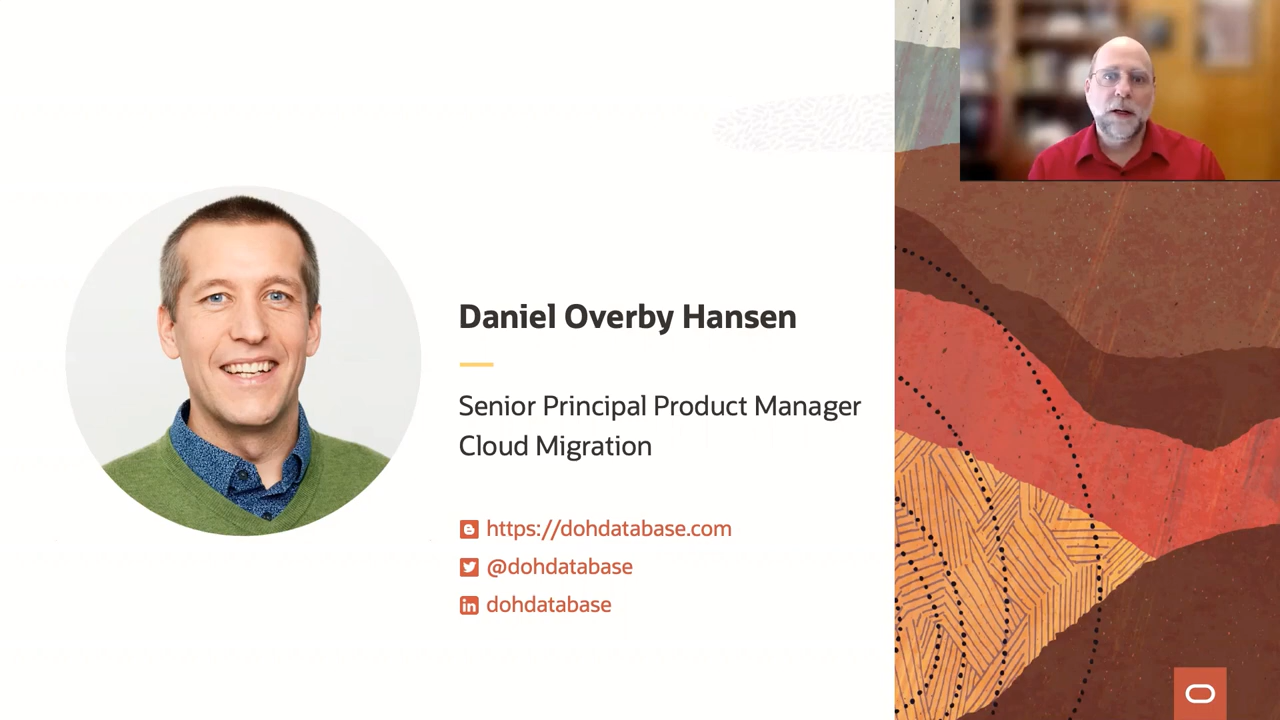 Daniel Overby Hansen
Senior Principal Product Manager
Cloud Migration
https://dohdatabase.com
@dohdatabase
dohdatabase